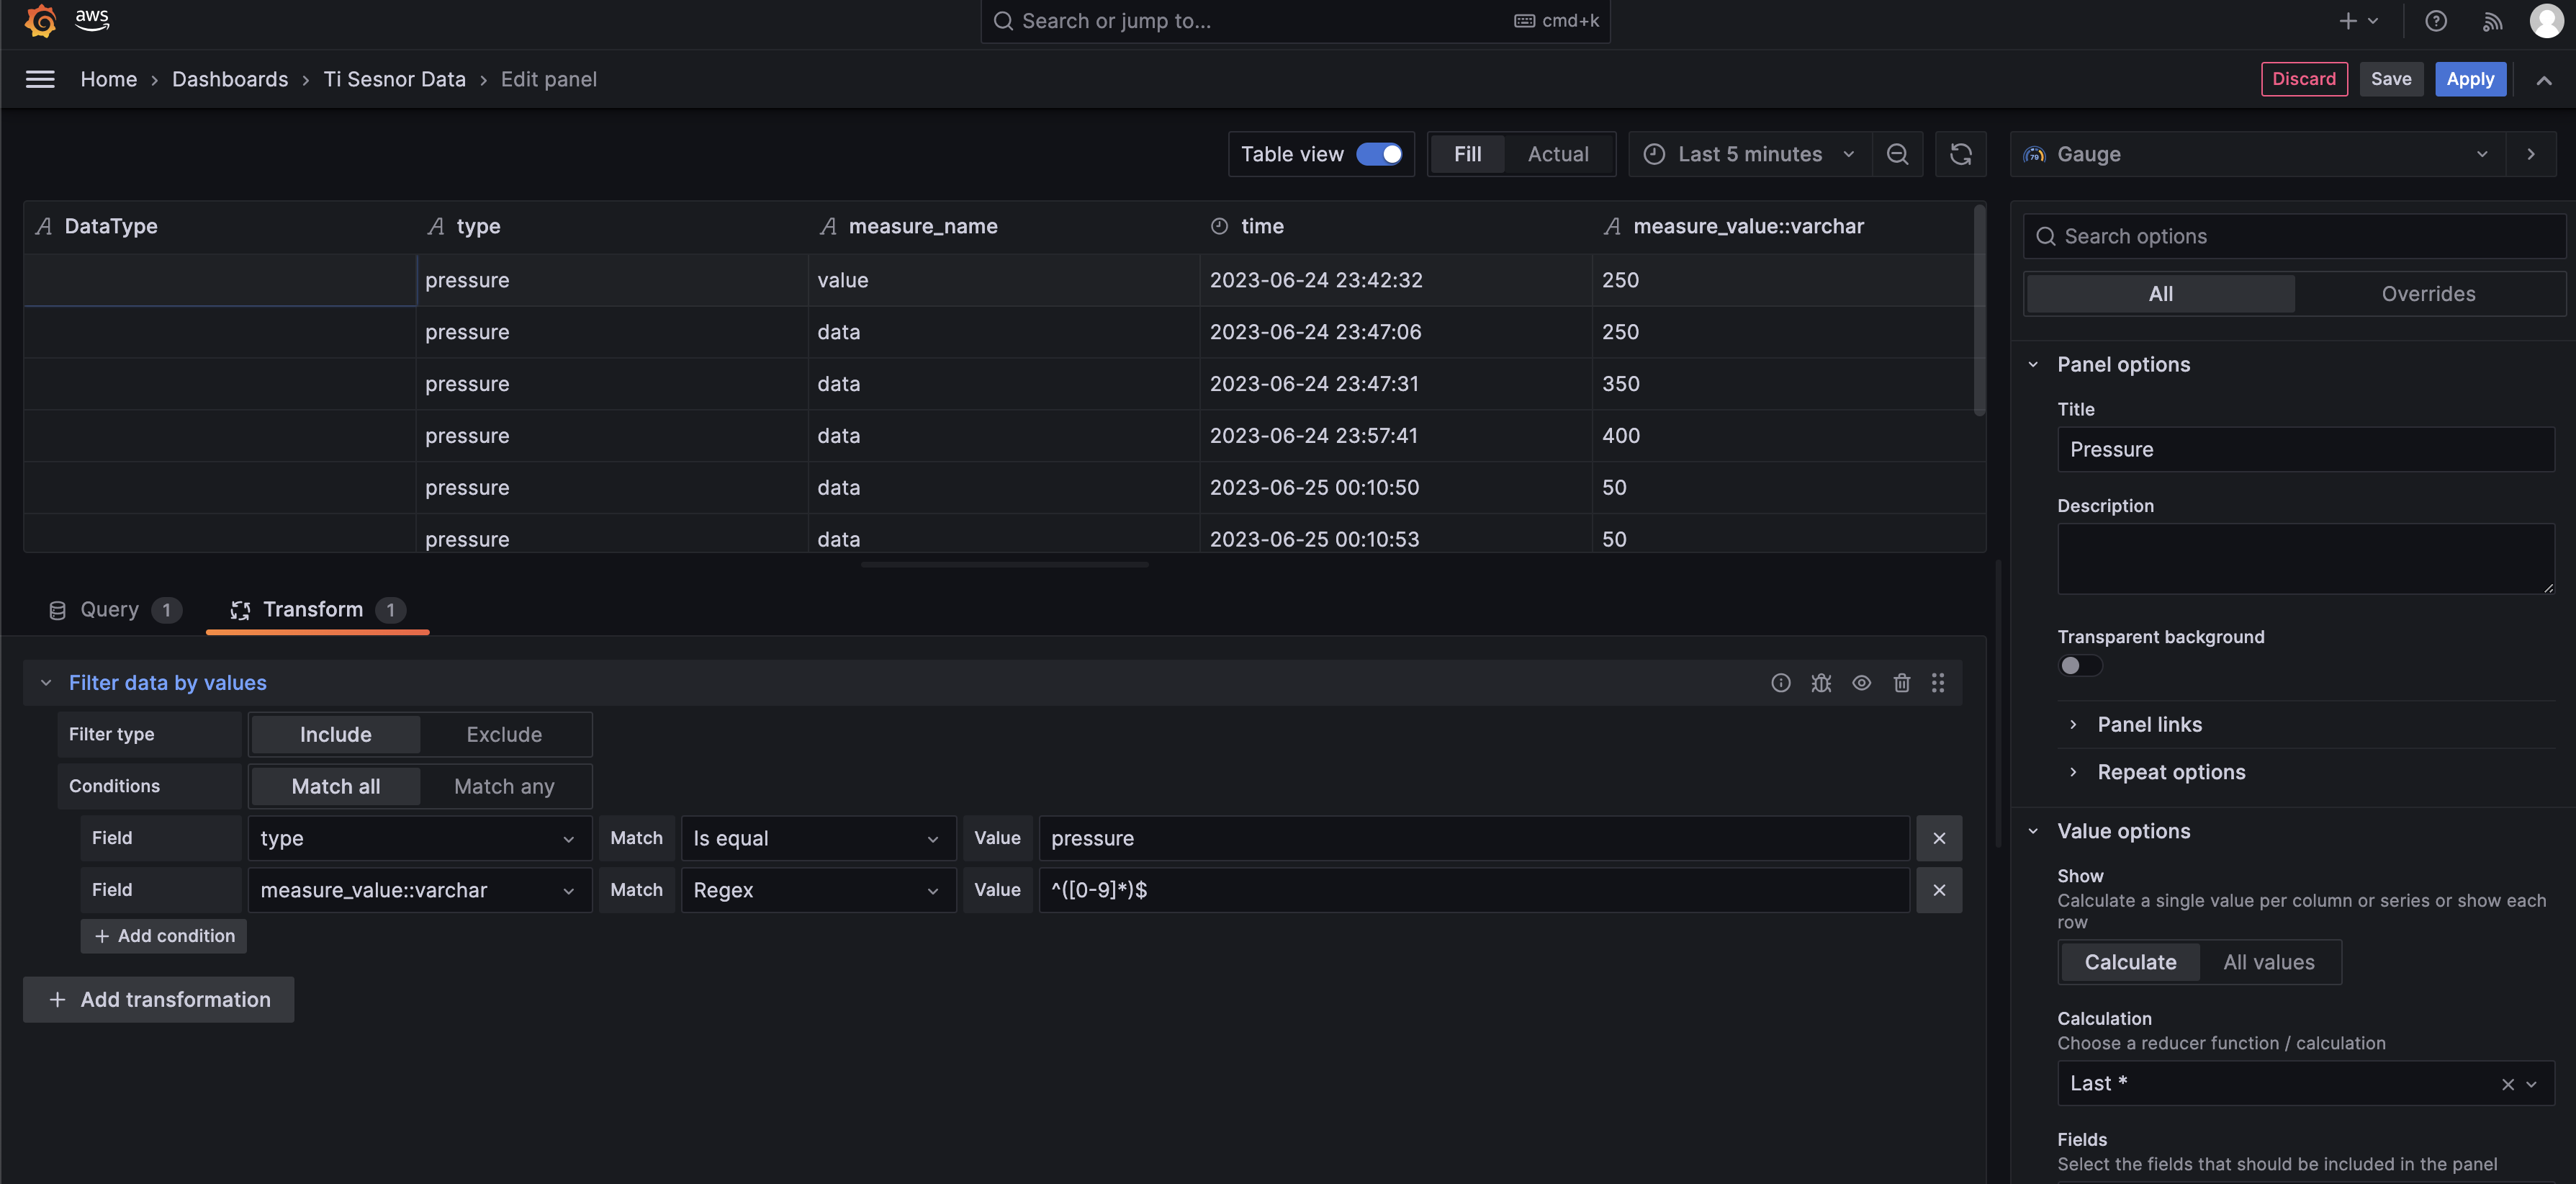 aws
Search or jump to...
cmd+k
Home › Dashboards › Ti Sesnor Data › Edit panel
Discard
Save
Apply
Table view
Fill
Actual
Last 5 minutes
Gauge
DataType type measure_name time measure_value::varchar
pressure value 2023-06-24 23:42:32 250
pressure data 2023-06-24 23:47:06 250
pressure data 2023-06-24 23:47:31 350
pressure data 2023-06-24 23:57:41 400
pressure data 2023-06-25 00:10:50 50
pressure data 2023-06-25 00:10:53 50
Query 1
Transform 1
Filter data by values
Filter type Include Exclude
Conditions Match all Match any
Field type Match Is equal Value pressure
Field measure_value::varchar Match Regex Value ^([0-9]*)$
+ Add condition
+ Add transformation
Search options
All
Overrides
Panel options
Title
Pressure
Description
Transparent background
Panel links
Repeat options
Value options
Show
Calculate a single value per column or series or show each
row
Calculate
All values
Calculation
Choose a reducer function / calculation
Last *
Fields
Select the fields that should be included in the panel